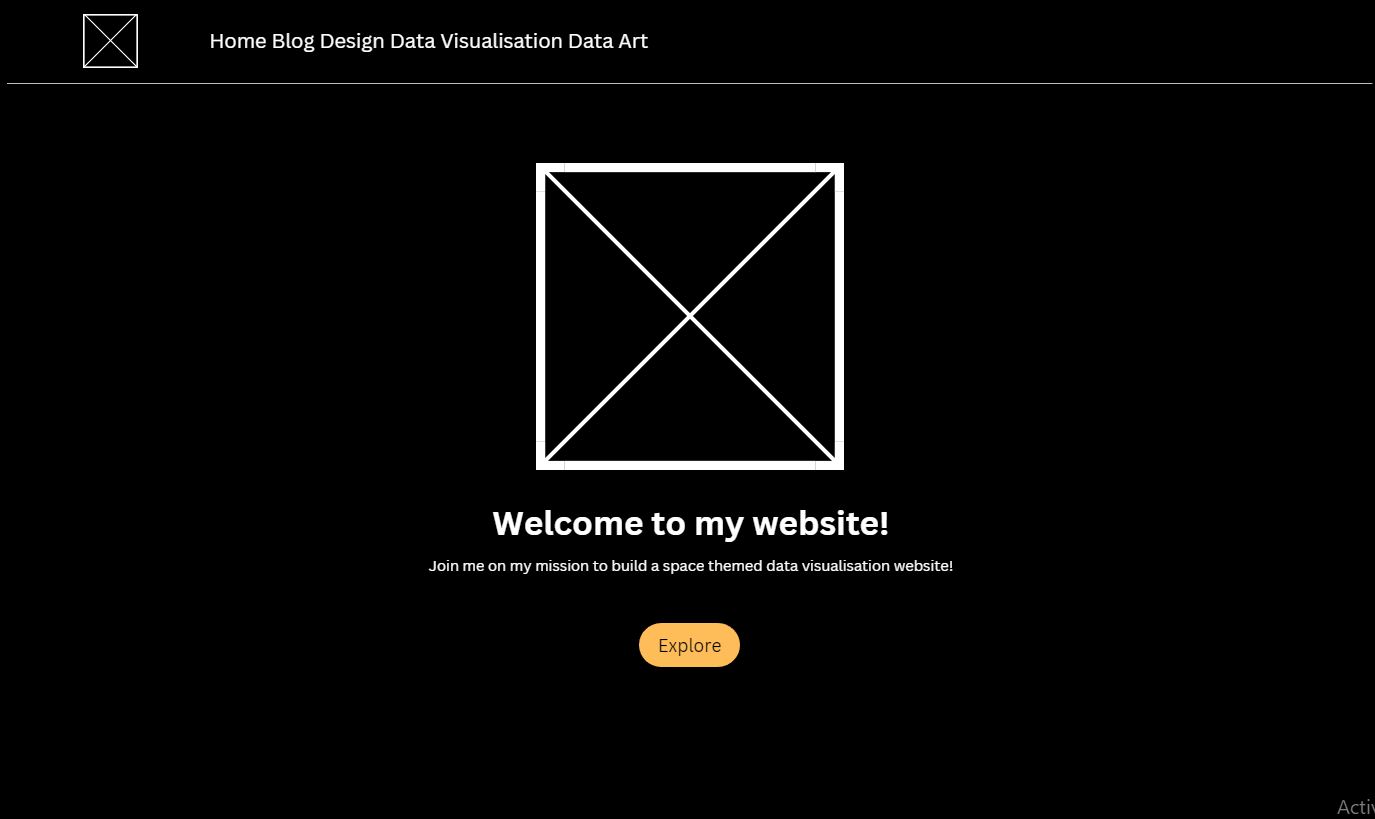 Home Blog Design Data Visualisation Data Art
Welcome to my website!
Join me on my mission to build a space themed data visualisation website!
Explore